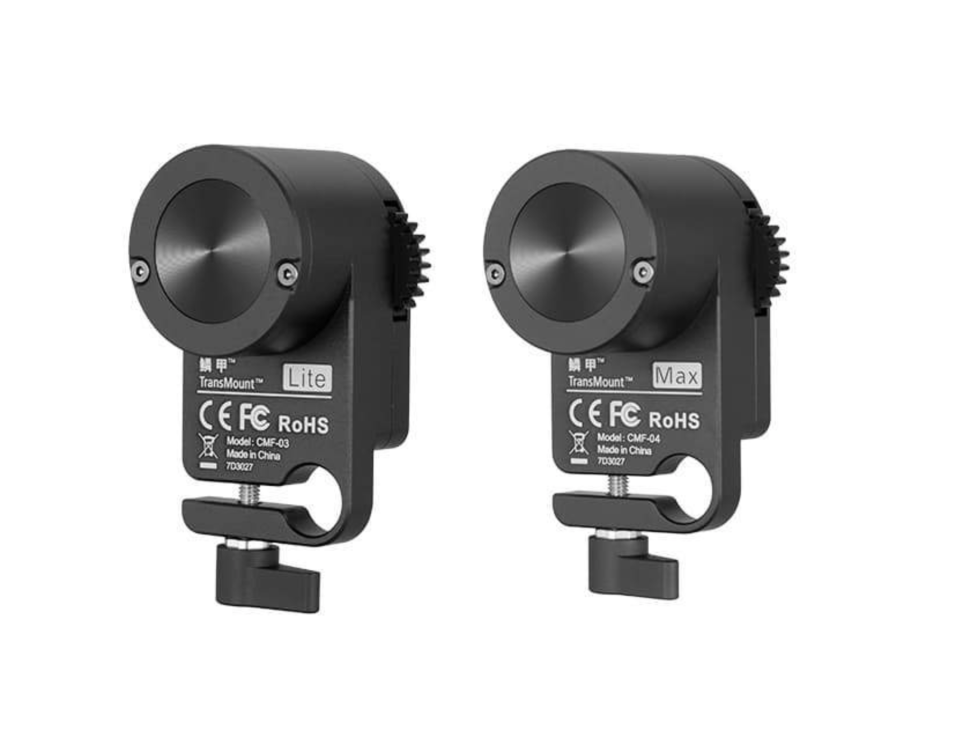 鳞甲™
TransMount™ Lite
CE FC RoHS
Model: CMF-03
Made in China
7D3027
鳞甲™
TransMount™ Max
CE FC RoHS
Model: CMF-04
Made in China
7D3027